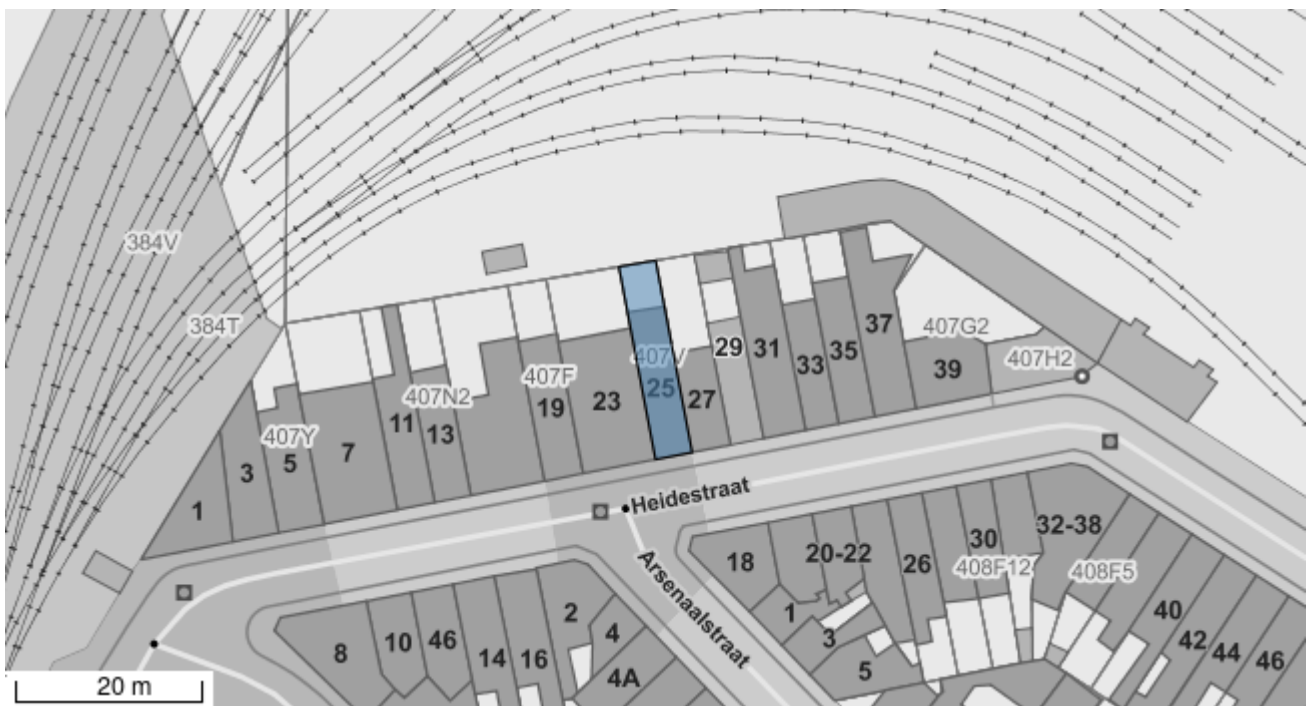 384V
384T
407Y
407N2
407F
407V
407G2
407H2
1
3
5
7
11
13
19
23
25
27
29
31
33
35
37
39
Heidestraat
Arsenaalstraat
18
20-22
26
30
32-38
408F12
408F5
40
42
44
46
1
3
5
8
10
46
14
16
2
4
4A
20 m